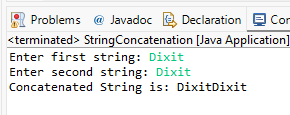 Problems @ Javadoc Declaration
<terminated> StringConcatenation [Java Application]
Enter first string: Dixit
Enter second string: Dixit
Concatenated String is: DixitDixit